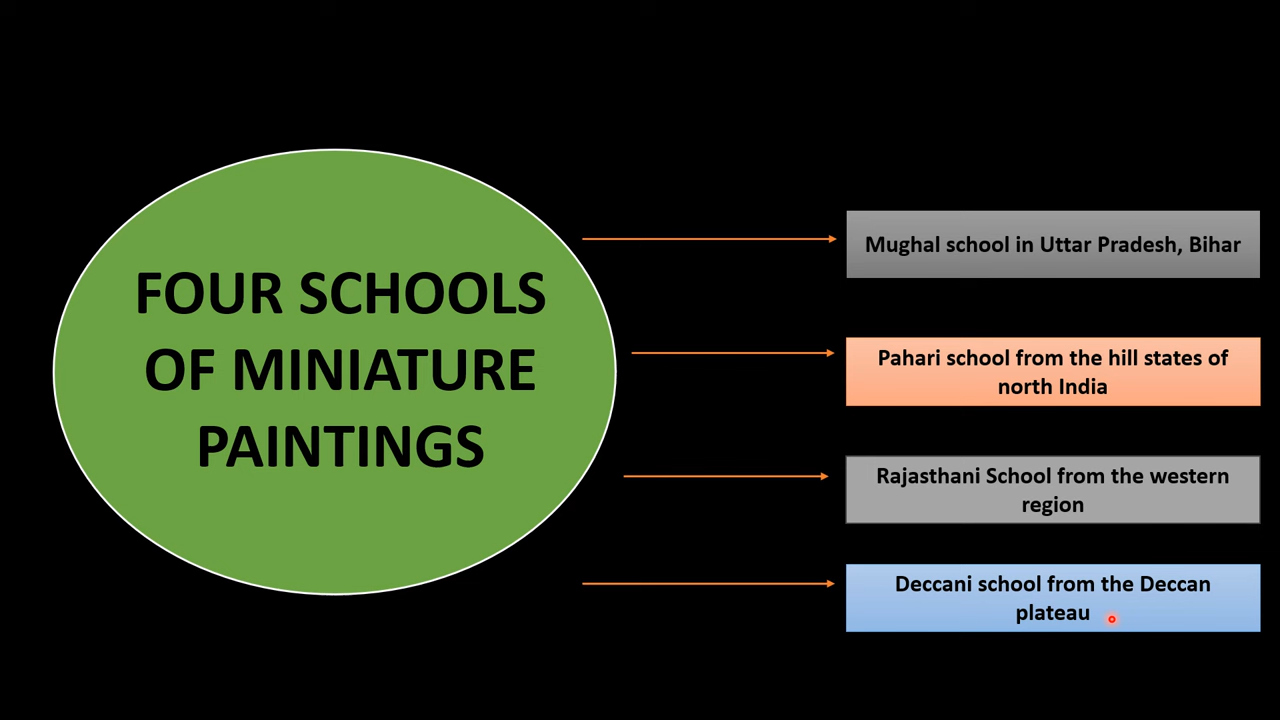 FOUR SCHOOLS
OF MINIATURE
PAINTINGS
Mughal school in Uttar Pradesh, Bihar
Pahari school from the hill states of
north India
Rajasthani School from the western
region
Deccani school from the Deccan
plateau